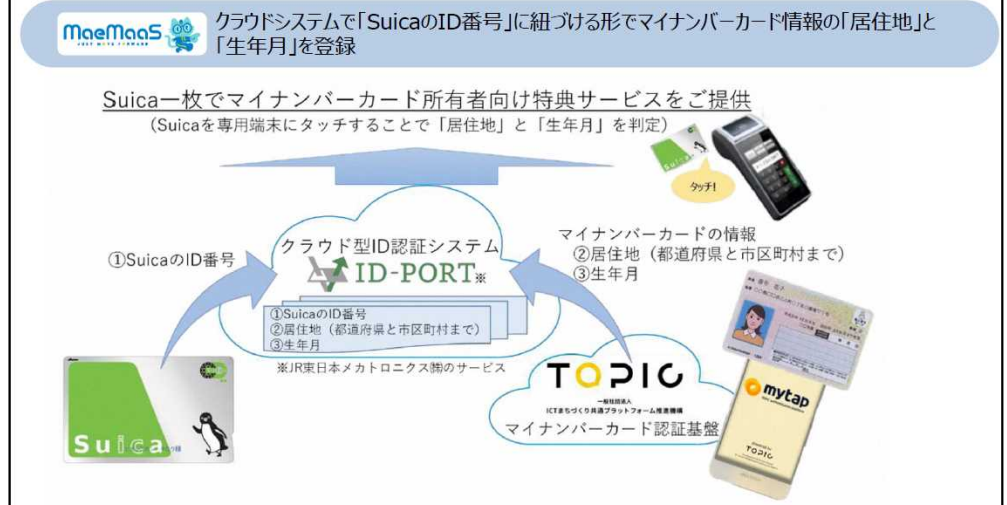 MaeMaaS
JUST MOVE FORWARD
クラウドシステムで「SuicaのID番号」に紐づける形でマイナンバーカード情報の「居住地」と
「生年月」を登録
Suica一枚でマイナンバーカード所有者向け特典サービスをご提供
（Suicaを専用端末にタッチすることで「居住地」と「生年月」を判定）
Suica
タッチ!
①SuicaのID番号
クラウド型ID認証システム
ID-PORT※
①SuicaのID番号
②居住地（都道府県と市区町村まで）
③生年月
※JR東日本メカトロニクス㈱のサービス
マイナンバーカードの情報
②居住地（都道府県と市区町村まで）
③生年月
Suica
TOPIC
一般社団法人
ICTまちづくり共通プラットフォーム推進機構
マイナンバーカード認証基盤
mytap
TOPIC